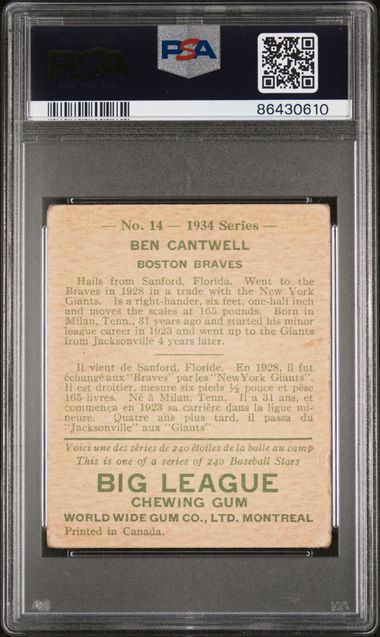 PSA
PSA
86430610
— No. 14 — 1934 Series —
BEN CANTWELL
BOSTON BRAVES
Hails from Sanford, Florida. Went to the
Braves in 1928 in a trade with the New York
Giants. Is a right-hander, six feet, one-half inch
and moves the scales at 165 pounds. Born in
Milan, Tenn., 31 years ago and started his minor
league career in 1923 and went up to the Giants
from Jacksonville 4 years later.
Il vient de Sanford, Floride. En 1928, il fut
échangé aux "Braves" par les "New York Giants".
Il est droitier, mesure six pieds ½ pouce et pèse
165 livres. Né à Milan, Tenn. Il a 31 ans, et
commença en 1923 sa carrière dans la ligue mi-
neure. Quatre ans plus tard, il passa du
"Jacksonville" aux "Giants"
Voici une des séries de 240 étoiles de la balle au camp
This is one of a series of 240 Baseball Stars
BIG LEAGUE
CHEWING GUM
WORLD WIDE GUM CO., LTD. MONTREAL
Printed in Canada.